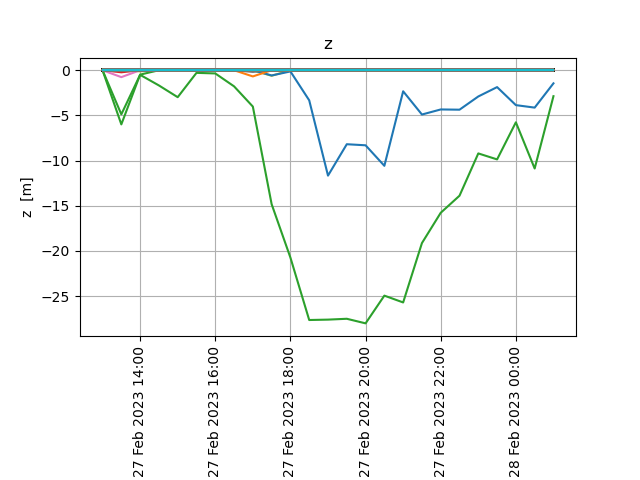 z
0
−5
−10
−15
−20
−25
z [m]
27 Feb 2023 14:00
27 Feb 2023 16:00
27 Feb 2023 18:00
27 Feb 2023 20:00
27 Feb 2023 22:00
28 Feb 2023 00:00